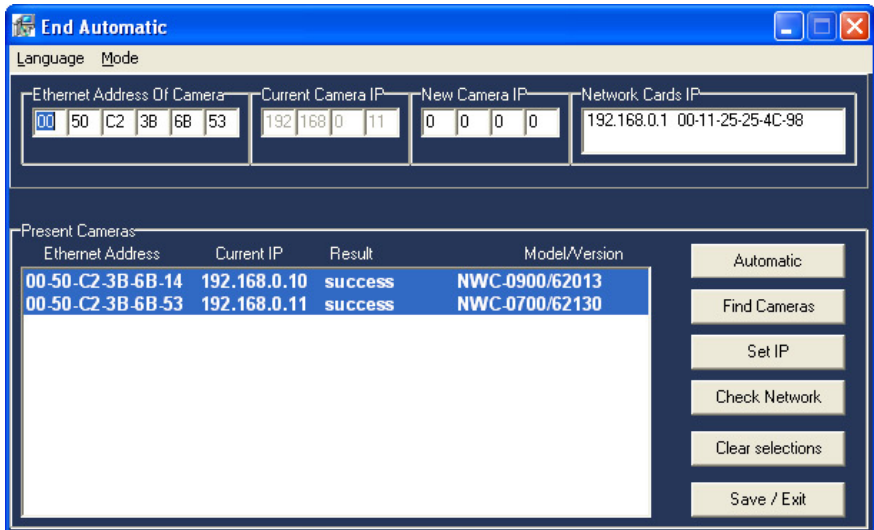 End Automatic
Language Mode
Ethernet Address Of Camera Current Camera IP New Camera IP Network Cards IP
00 50 C2 3B 6B 53 192 168 0 11 0 0 0 0 192.168.0.1 00-11-25-25-4C-98
Present Cameras
Ethernet Address Current IP Result Model/Version
00-50-C2-3B-6B-14 192.168.0.10 success NWC-0900/62013
00-50-C2-3B-6B-53 192.168.0.11 success NWC-0700/62130
Automatic
Find Cameras
Set IP
Check Network
Clear selections
Save / Exit